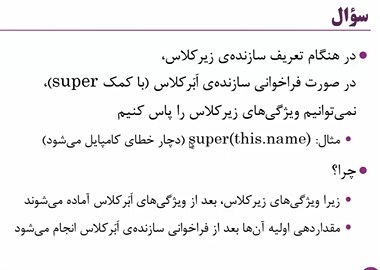 سؤال
در هنگام تعریف سازنده‌ی زیرکلاس،
در صورت فراخوانی سازنده‌ی اَبَرکلاس (با کمک super)،
نمی‌توانیم ویژگی‌های زیرکلاس را پاس کنیم
مثال: super(this.name) (دچار خطای کامپایل می‌شود)
چرا؟
زیرا ویژگی‌های زیرکلاس، بعد از ویژگی‌های اَبَرکلاس آماده می‌شوند
مقداردهی اولیه آن‌ها بعد از فراخوانی سازنده‌ی اَبَرکلاس انجام می‌شود